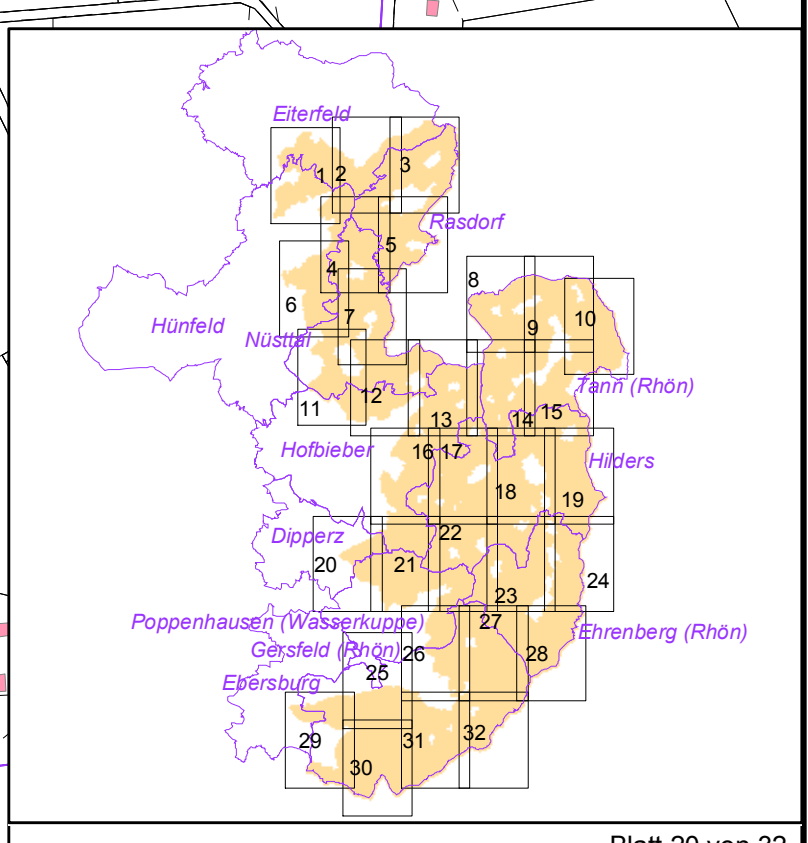 Eiterfeld
1
2
3
Rasdorf
5
4
8
6
Hünfeld
7
10
9
Nüsttal
Tann (Rhön)
12
11
15
13
14
Hofbieber
16
17
Hilders
18
19
22
Dipperz
20
21
24
23
Poppenhausen (Wasserkuppe)
27
Ehrenberg (Rhön)
Gersfeld (Rhön)
26
28
25
Ebersburg
29
31
32
30
Blatt 20 von 32